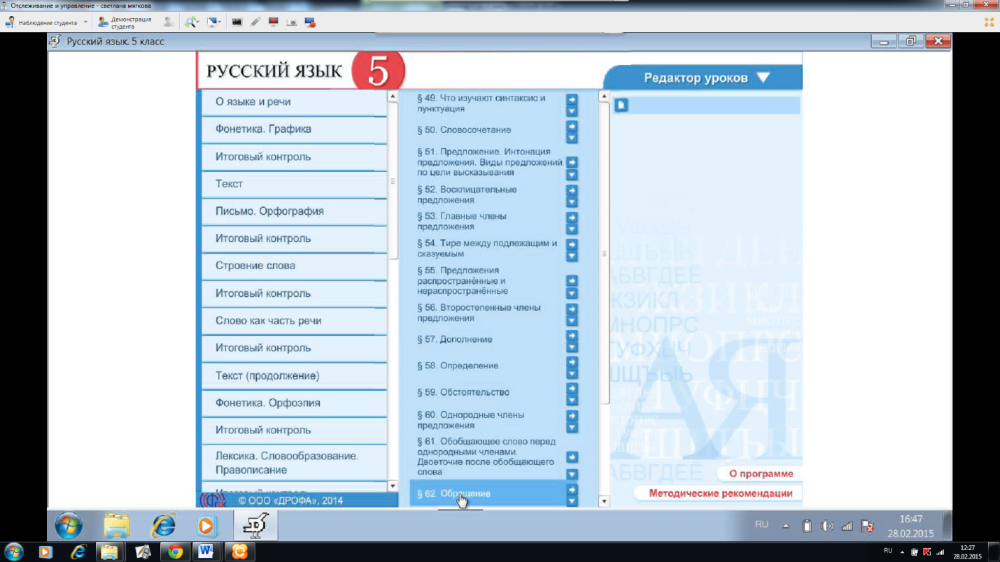 Отслеживание и управление - светлана мягкова
Наблюдение студента
Демонстрация
студента
Русский язык. 5 класс
РУССКИЙ ЯЗЫК 5
Редактор уроков
О языке и речи
Фонетика. Графика
Итоговый контроль
Текст
Письмо. Орфография
Итоговый контроль
Строение слова
Итоговый контроль
Слово как часть речи
Итоговый контроль
Текст (продолжение)
Фонетика. Орфоэпия
Итоговый контроль
Лексика. Словообразование.
Правописание
© ООО «ДРОФА», 2014
§ 49. Что изучают синтаксис и
пунктуация
§ 50. Словосочетание
§ 51. Предложение. Интонация
предложения. Виды предложений
по цели высказывания
§ 52. Восклицательные
предложения
§ 53. Главные члены
предложения
§ 54. Тире между подлежащим и
сказуемым
§ 55. Предложения
распространённые и
нераспространённые
§ 56. Второстепенные члены
предложения
§ 57. Дополнение
§ 58. Определение
§ 59. Обстоятельство
§ 60. Однородные члены
предложения
§ 61. Обобщающее слово перед
однородными членами.
Двоеточие после обобщающего
слова
§ 62. Обращение
О программе
Методические рекомендации
RU
16:47
28.02.2015
RU
12:27
28.02.2015